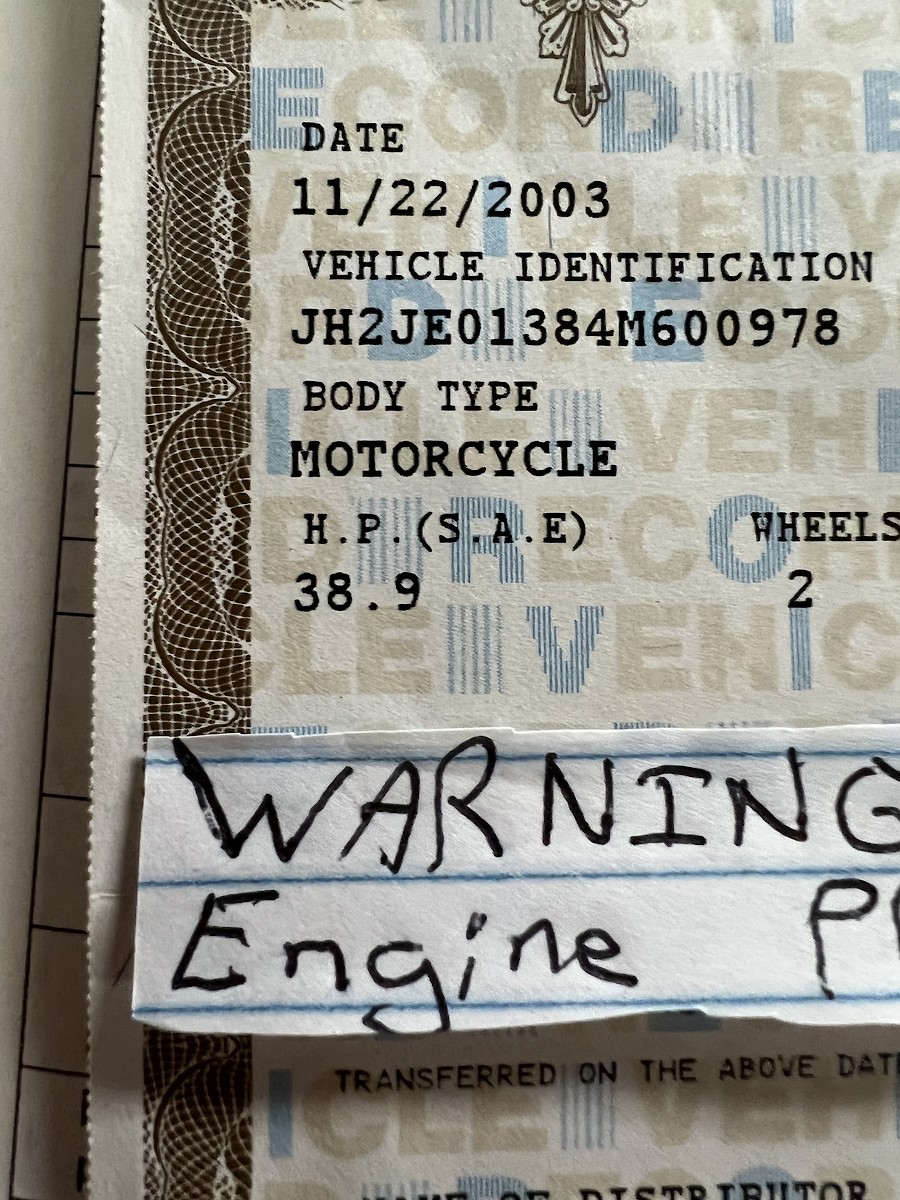 DATE
11/22/2003
VEHICLE IDENTIFICATION
JH2JE01384M600978
BODY TYPE
MOTORCYCLE
H.P.(S.A.E) WHEELS
38.9 2
WARNING
Engine
TRANSFERRED ON THE ABOVE DATE
NAME OF DISTRIBUTOR